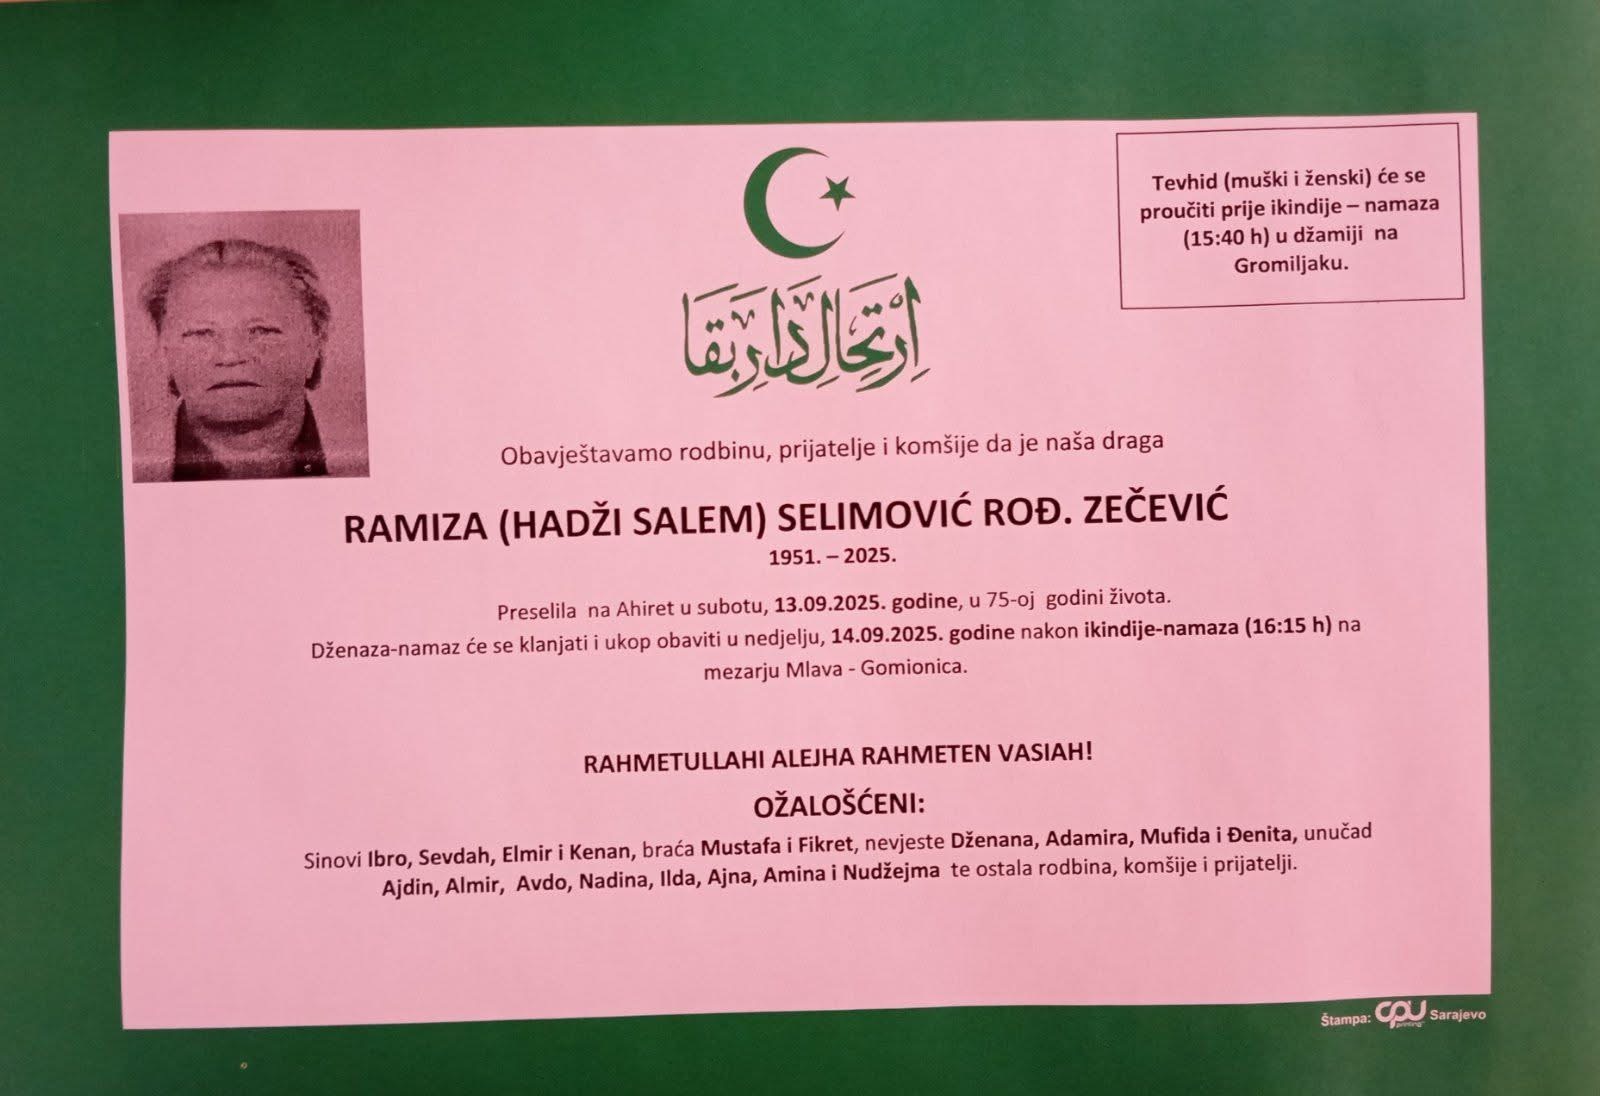 Tevhid (muški i ženski) će se
proučiti prije ikindije – namaza
(15:40 h) u džamiji na
Gromiljaku.
اِرْتِحَالِ دَارِ بَقَا
Obavještavamo rodbinu, prijatelje i komšije da je naša draga
RAMIZA (HADŽI SALEM) SELIMOVIĆ ROĐ. ZEČEVIĆ
1951. – 2025.
Preselila na Ahiret u subotu, 13.09.2025. godine, u 75-oj godini života.
Dženaza-namaz će se klanjati i ukop obaviti u nedjelju, 14.09.2025. godine nakon ikindije-namaza (16:15 h) na
mezarju Mlava - Gomionica.
RAHMETULLAHI ALEJHA RAHMETEN VASIAH!
OŽALOŠĆENI:
Sinovi Ibro, Sevdah, Elmir i Kenan, braća Mustafa i Fikret, nevjeste Dženana, Adamira, Mufida i Đenita, unučad
Ajdin, Almir, Avdo, Nadina, Ilda, Ajna, Amina i Nudžejma te ostala rodbina, komšije i prijatelji.
Štampa: CPU printing Sarajevo